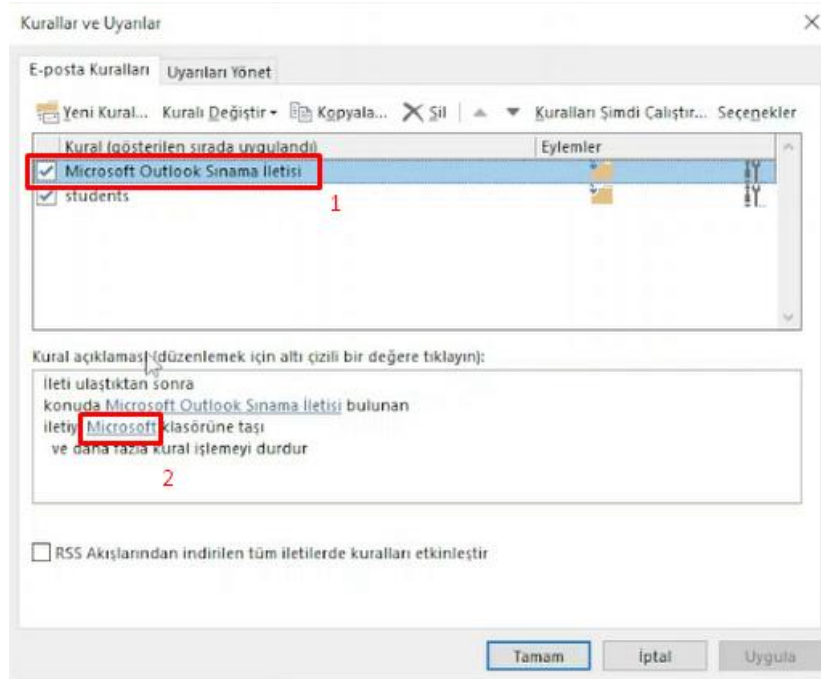 Kurallar ve Uyarılar
E-posta Kuralları Uyarıları Yönet
Yeni Kural... Kuralı Değiştir Kopyala... Sil Kuralları Şimdi Çalıştır... Seçenekler
Kural (gösterilen sırada uygulandı) Eylemler
Microsoft Outlook Sınama İletisi
students
1
Kural açıklaması (düzenlemek için altı çizili bir değere tıklayın):
İleti ulaştıktan sonra
konuda Microsoft Outlook Sınama İletisi bulunan
iletiyi Microsoft klasörüne taşı
ve daha fazla kural işlemeyi durdur
2
RSS Akışlarından indirilen tüm iletilerde kuralları etkinleştir
Tamam İptal Uygula